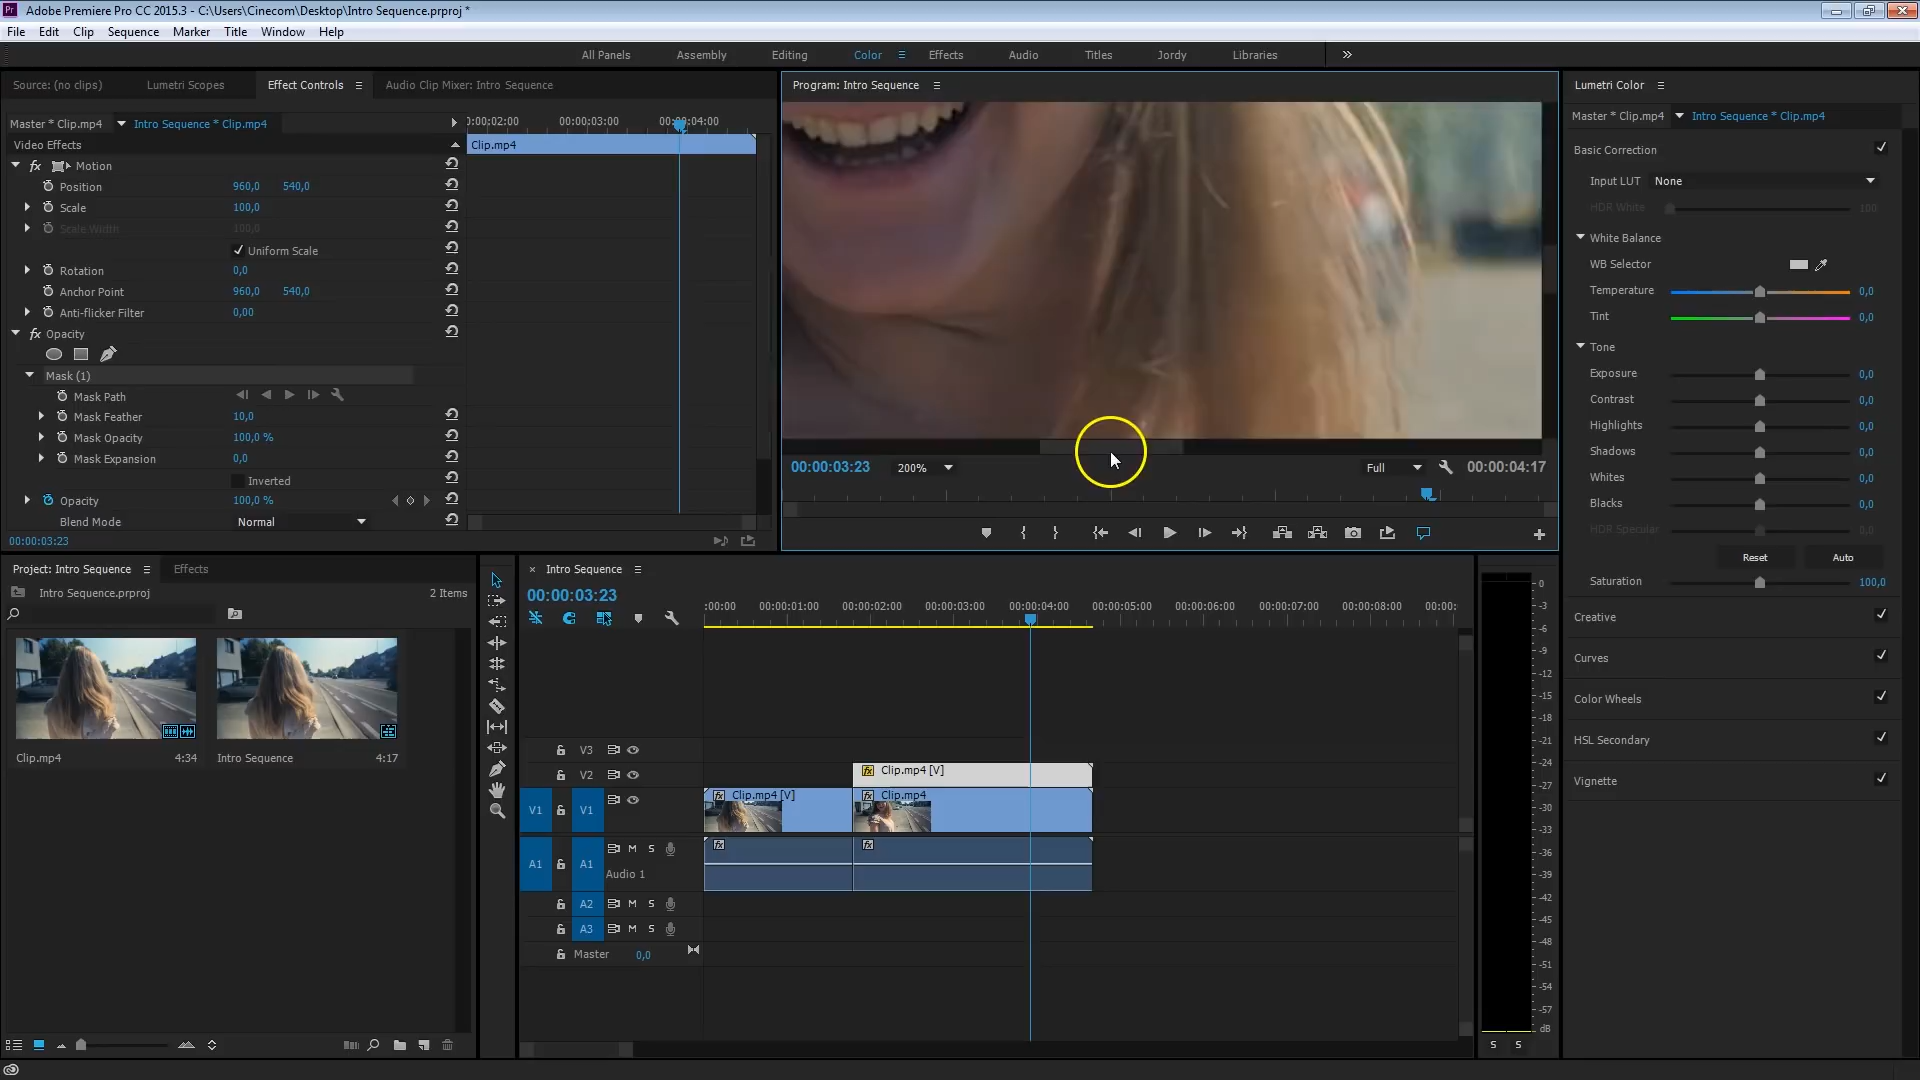 Adobe Premiere Pro CC 2015.3 - C:\Users\Cinecom\Desktop\Intro Sequence.prproj *
File Edit Clip Sequence Marker Title Window Help
All Panels Assembly Editing Color Effects Audio Titles Jordy Libraries
Source: (no clips) Lumetri Scopes Effect Controls Audio Clip Mixer: Intro Sequence
Master * Clip.mp4 Intro Sequence * Clip.mp4
:00:02:00 00:00:03:00 00:00:04:00
Video Effects
Clip.mp4
fx Motion
Position 960,0 540,0
Scale 100,0
Scale Width 100,0
Uniform Scale
Rotation 0,0
Anchor Point 960,0 540,0
Anti-flicker Filter 0,00
fx Opacity
Mask (1)
Mask Path
Mask Feather 10,0
Mask Opacity 100,0 %
Mask Expansion 0,0
Inverted
Opacity 100,0 %
Blend Mode Normal
00:00:03:23
Program: Intro Sequence
00:00:03:23 200% Full 00:00:04:17
Lumetri Color
Master * Clip.mp4 Intro Sequence * Clip.mp4
Basic Correction
Input LUT None
HDR White 100
White Balance
WB Selector
Temperature 0,0
Tint 0,0
Tone
Exposure 0,0
Contrast 0,0
Highlights 0,0
Shadows 0,0
Whites 0,0
Blacks 0,0
HDR Specular 0,0
Reset Auto
Saturation 100,0
Creative
Curves
Color Wheels
HSL Secondary
Vignette
Project: Intro Sequence Effects
Intro Sequence.prproj 2 Items
Clip.mp4 4:34 Intro Sequence 4:17
× Intro Sequence
00:00:03:23
:00:00 00:00:01:00 00:00:02:00 00:00:03:00 00:00:04:00 00:00:05:00 00:00:06:00 00:00:07:00 00:00:08:00 00:00:
V3
V2 fx Clip.mp4 [V]
V1 V1 fx Clip.mp4 [V] fx Clip.mp4
A1 A1 M S fx fx
Audio 1
A2 M S
A3 M S
Master 0,0
0
-3
-6
-9
-12
-15
-18
-21
-24
-27
-30
-33
-36
-39
-42
-45
-48
-51
-54
-57
dB
S S